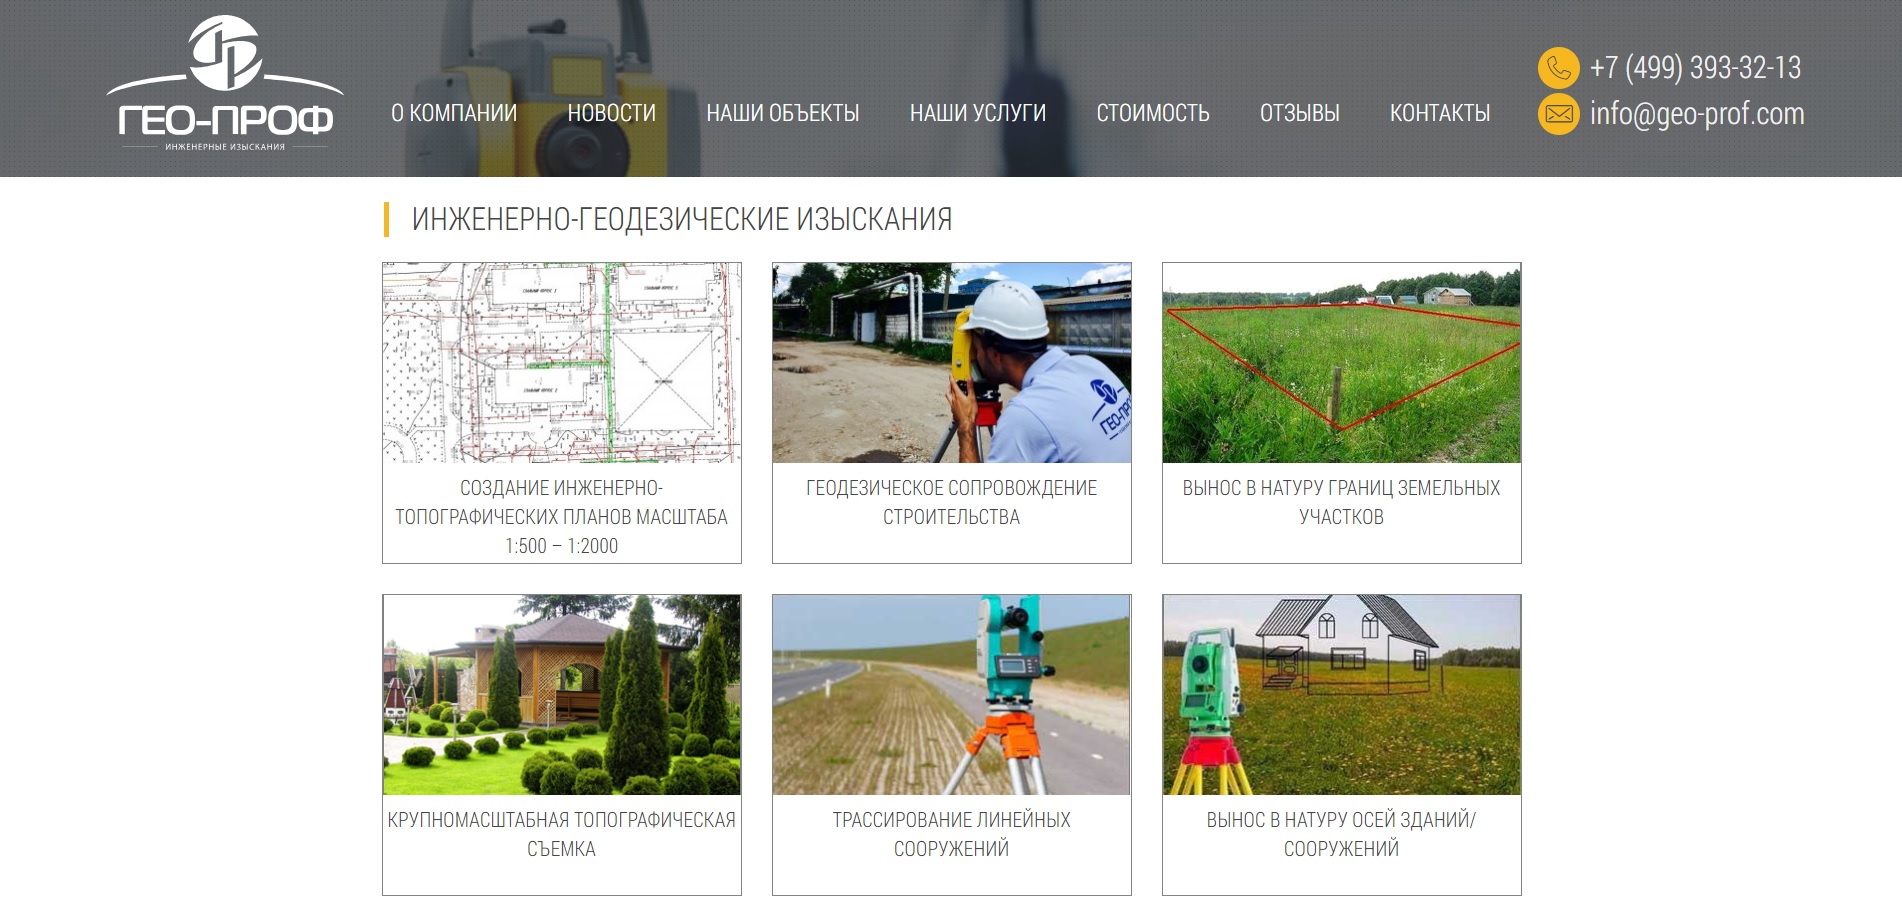 ГЕО-ПРОФ
ИНЖЕНЕРНЫЕ ИЗЫСКАНИЯ
О КОМПАНИИ НОВОСТИ НАШИ ОБЪЕКТЫ НАШИ УСЛУГИ СТОИМОСТЬ ОТЗЫВЫ КОНТАКТЫ
+7 (499) 393-32-13
info@geo-prof.com
ИНЖЕНЕРНО-ГЕОДЕЗИЧЕСКИЕ ИЗЫСКАНИЯ
ГЕО-ПРОФ
СОЗДАНИЕ ИНЖЕНЕРНО-
ТОПОГРАФИЧЕСКИХ ПЛАНОВ МАСШТАБА
1:500 – 1:2000
ГЕОДЕЗИЧЕСКОЕ СОПРОВОЖДЕНИЕ
СТРОИТЕЛЬСТВА
ВЫНОС В НАТУРУ ГРАНИЦ ЗЕМЕЛЬНЫХ
УЧАСТКОВ
КРУПНОМАСШТАБНАЯ ТОПОГРАФИЧЕСКАЯ
СЪЕМКА
ТРАССИРОВАНИЕ ЛИНЕЙНЫХ
СООРУЖЕНИЙ
ВЫНОС В НАТУРУ ОСЕЙ ЗДАНИЙ/
СООРУЖЕНИЙ